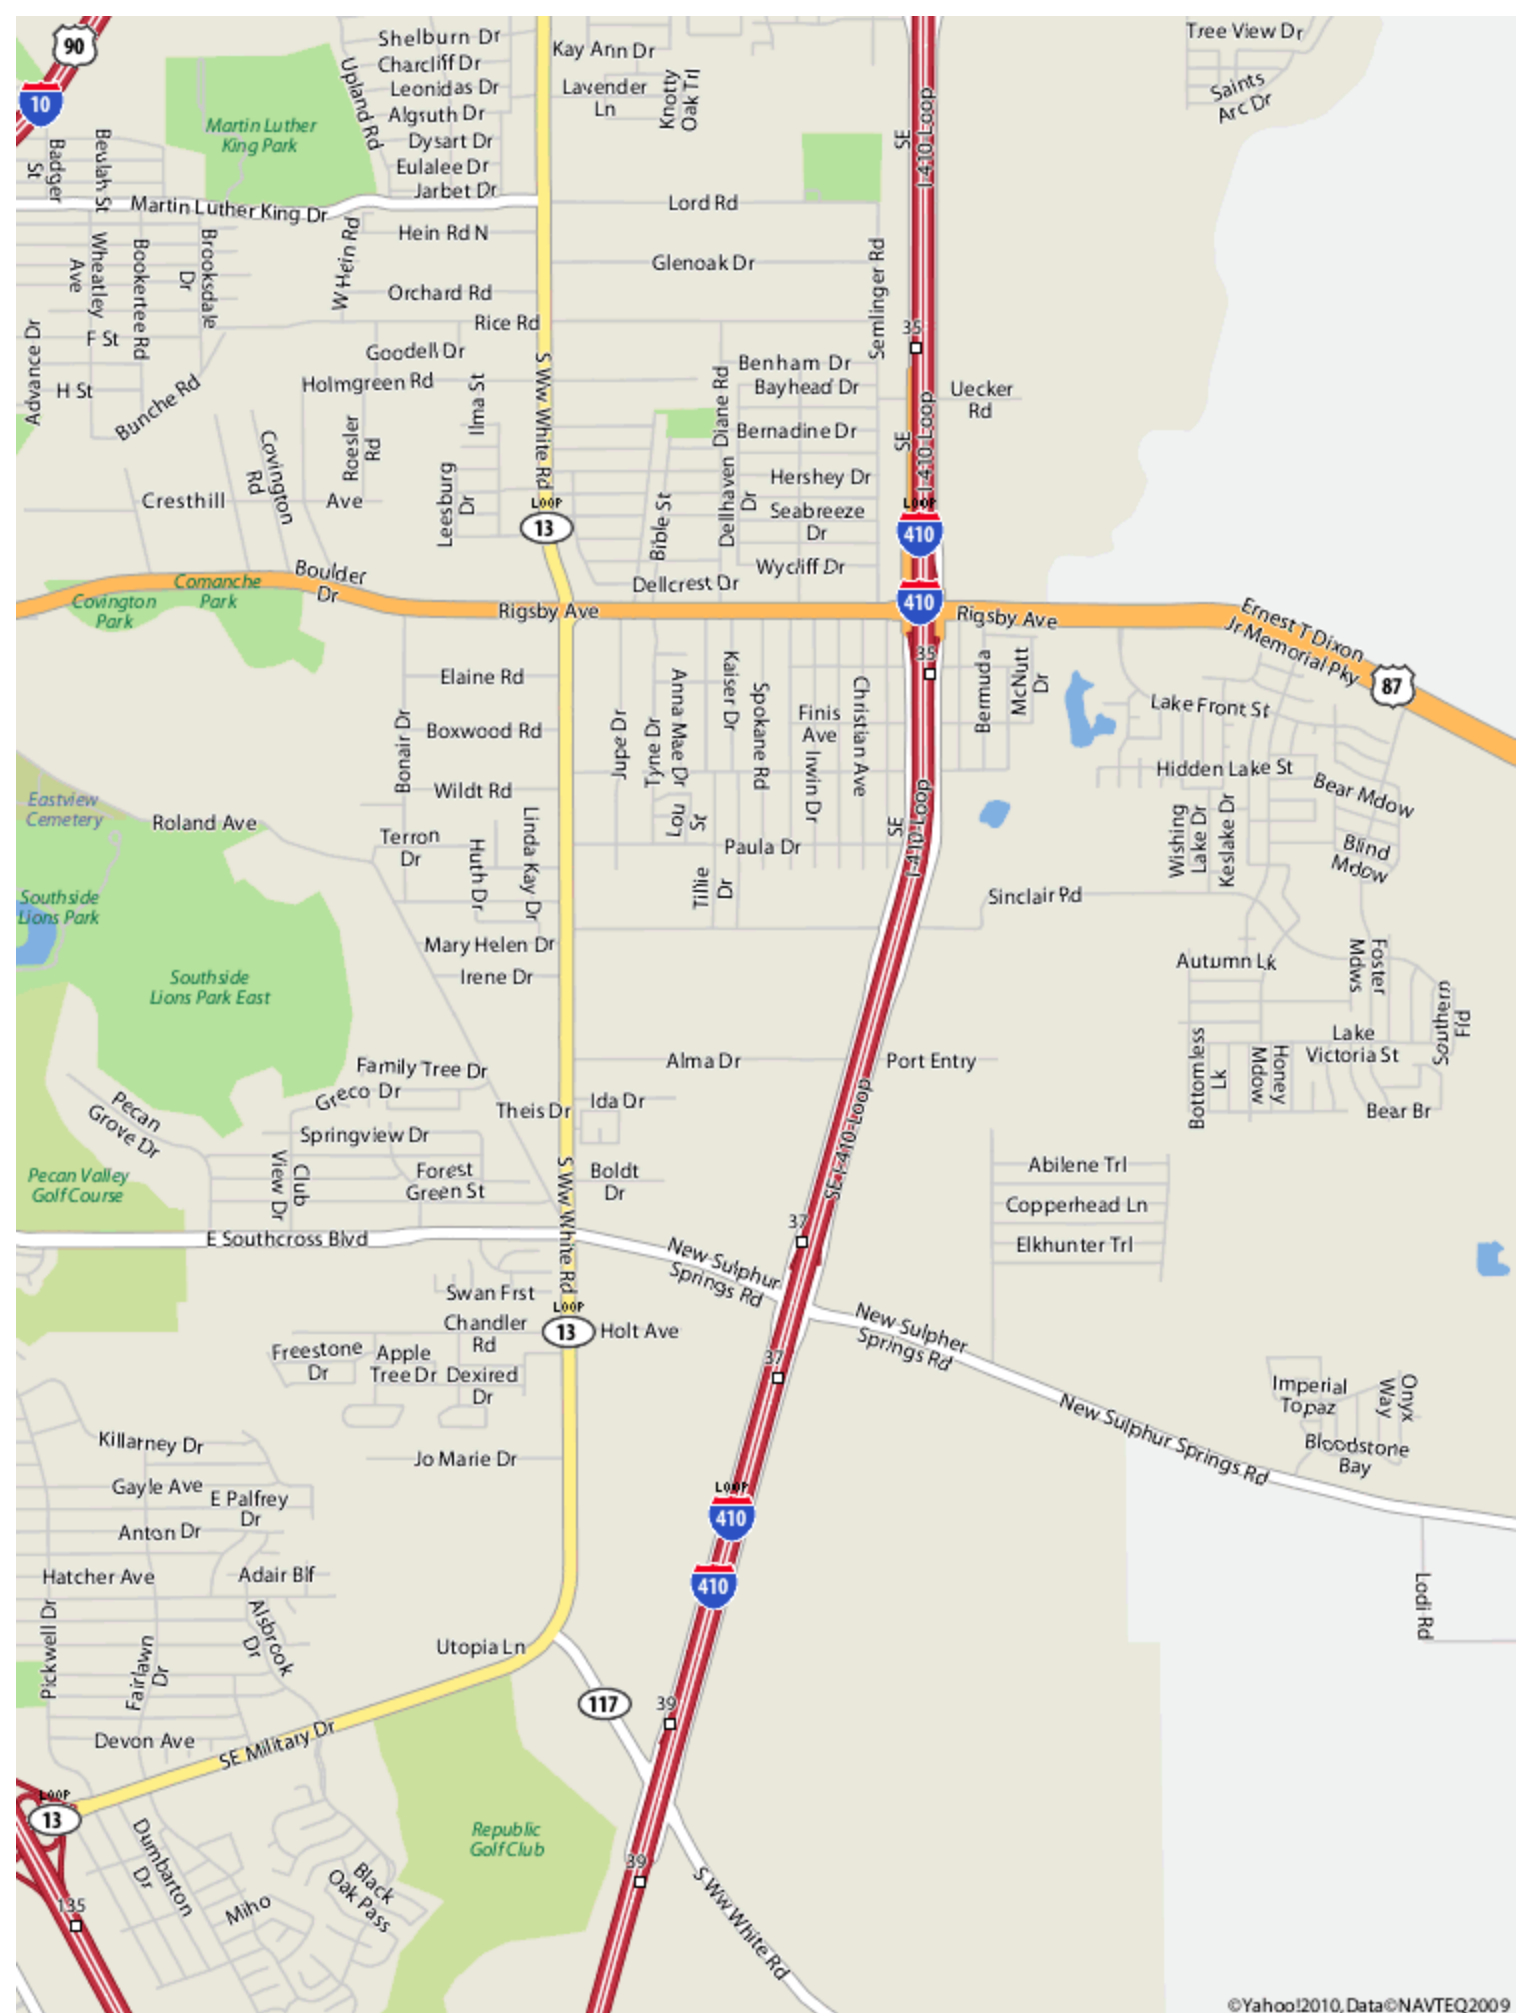 90
10
Shelburn Dr
Charcliff Dr
Leonidas Dr
Algruth Dr
Dysart Dr
Eulalee Dr
Jarbet Dr
Upland Rd
Kay Ann Dr
Lavender
Ln
Knotty
Oak Trl
SE
I-410 Loop
Tree View Dr
Saints
Arc Dr
Martin Luther
King Park
Badger
St
Beulah St
Martin Luther King Dr
Lord Rd
Hein Rd N
Wheatley
Ave
Bookertee Rd
Brooksdale
Dr
W Hein Rd
Glenoak Dr
Semlinger Rd
Orchard Rd
Rice Rd
35
Advance Dr
F St
Goodell Dr
S Ww White Rd
Benham Dr
H St
Bunche Rd
Holmgreen Rd
Ilma St
Diane Rd
Bayhead Dr
Uecker
Rd
SE
I-410 Loop
Covington
Rd
Roesler
Rd
Bernadine Dr
Cresthill
Ave
Leesburg
Dr
Hershey Dr
Dellhaven
Dr
Bible St
Seabreeze
Dr
LOOP
13
LOOP
410
Wycliff Dr
Dellcrest Dr
Boulder
Dr
Comanche
Park
Covington
Park
Rigsby Ave
410
Rigsby Ave
Ernest T Dixon
Jr Memorial Pky
87
35
Elaine Rd
Bonair Dr
Boxwood Rd
Wildt Rd
Jupe Dr
Tyne Dr
Anna Mae Dr
Kaiser Dr
Spokane Rd
Finis
Ave
Irwin Dr
Christian Ave
Bermuda
McNutt
Dr
Lake Front St
Hidden Lake St
Bear Mdow
Eastview
Cemetery
Roland Ave
Terron
Dr
Huth Dr
Linda Kay Dr
Lou
St
Paula Dr
Tillie
Dr
SE
I-410 Loop
Wishing
Lake Dr
Keslake Dr
Blind
Mdow
Southside
Lions Park
Sinclair Rd
Mary Helen Dr
Irene Dr
Southside
Lions Park East
Autumn Lk
Foster
Mdws
Southern
Fld
Family Tree Dr
Alma Dr
Port Entry
Lake
Victoria St
Bottomless
Lk
Honey
Mdow
Bear Br
Pecan
Grove Dr
Greco Dr
Theis Dr
Ida Dr
Springview Dr
SE I-410 Loop
Pecan Valley
Golf Course
Club
View Dr
Forest
Green St
S Ww White Rd
Boldt
Dr
Abilene Trl
Copperhead Ln
Elkhunter Trl
E Southcross Blvd
37
New Sulphur
Springs Rd
Swan Frst
LOOP
13
Chandler
Rd
Holt Ave
New Sulpher
Springs Rd
Freestone
Dr
Apple
Tree Dr
Dexired
Dr
37
New Sulphur Springs Rd
Imperial
Topaz
Onyx
Way
Bloodstone
Bay
Killarney Dr
Jo Marie Dr
Gayle Ave
E Palfrey
Dr
Anton Dr
LOOP
410
Hatcher Ave
Adair Blf
410
Lodi Rd
Pickwell Dr
Fairlawn
Dr
Alsbrook
Dr
Utopia Ln
117
39
Devon Ave
SE Military Dr
LOOP
13
Dumbarton
Dr
Republic
Golf Club
39
Black
Oak Pass
Miho
135
S Ww White Rd
©Yahoo!2010, Data©NAVTEQ2009